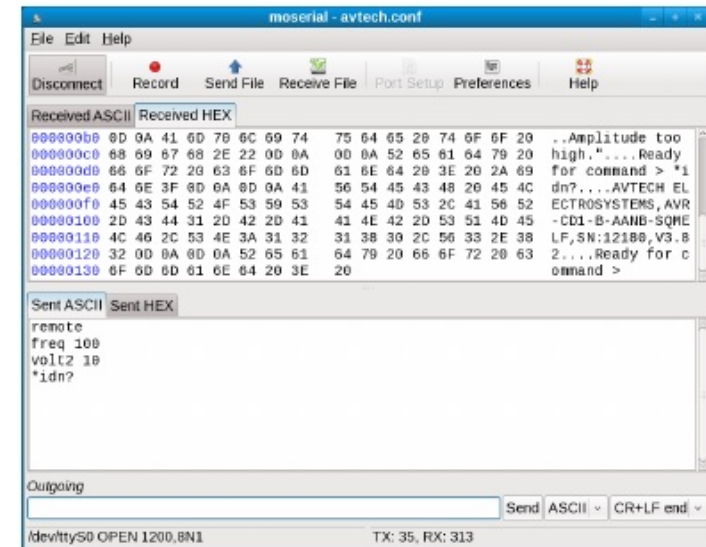 moserial - avtech.conf
File Edit Help
Disconnect Record Send File Receive File Port Setup Preferences Help
Received ASCII Received HEX
000000b0 0D 0A 41 6D 70 6C 69 74 75 64 65 20 74 6F 6F 20 ..Amplitude too
000000c0 68 69 67 68 2E 22 0D 0A 0D 0A 52 65 61 64 79 20 high."....Ready
000000d0 66 6F 72 20 63 6F 6D 6D 61 6E 64 20 3E 20 2A 69 for command > *i
000000e0 64 6E 3F 0D 0A 0D 0A 41 56 54 45 43 48 20 45 4C dn?....AVTECH EL
000000f0 45 43 54 52 4F 53 59 53 54 45 4D 53 2C 41 56 52 ECTROSYSTEMS,AVR
00000100 2D 43 44 31 2D 42 2D 41 41 4E 42 2D 53 51 4D 45 -CD1-B-AANB-SQME
00000110 4C 46 2C 53 4E 3A 31 32 31 38 30 2C 56 33 2E 38 LF,SN:12180,V3.8
00000120 32 0D 0A 0D 0A 52 65 61 64 79 20 66 6F 72 20 63 2....Ready for c
00000130 6F 6D 6D 61 6E 64 20 3E 20 ommand >
Sent ASCII Sent HEX
remote
freq 100
volt2 10
*idn?
Outgoing
Send ASCII CR+LF end
/dev/ttyS0 OPEN 1200,8N1 TX: 35, RX: 313